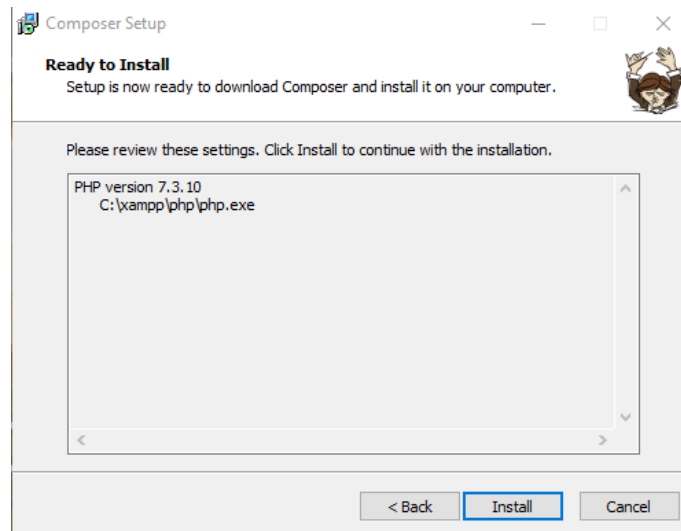 Composer Setup
Ready to Install
Setup is now ready to download Composer and install it on your computer.
Please review these settings. Click Install to continue with the installation.
PHP version 7.3.10
C:\xampp\php\php.exe
< Back
Install
Cancel